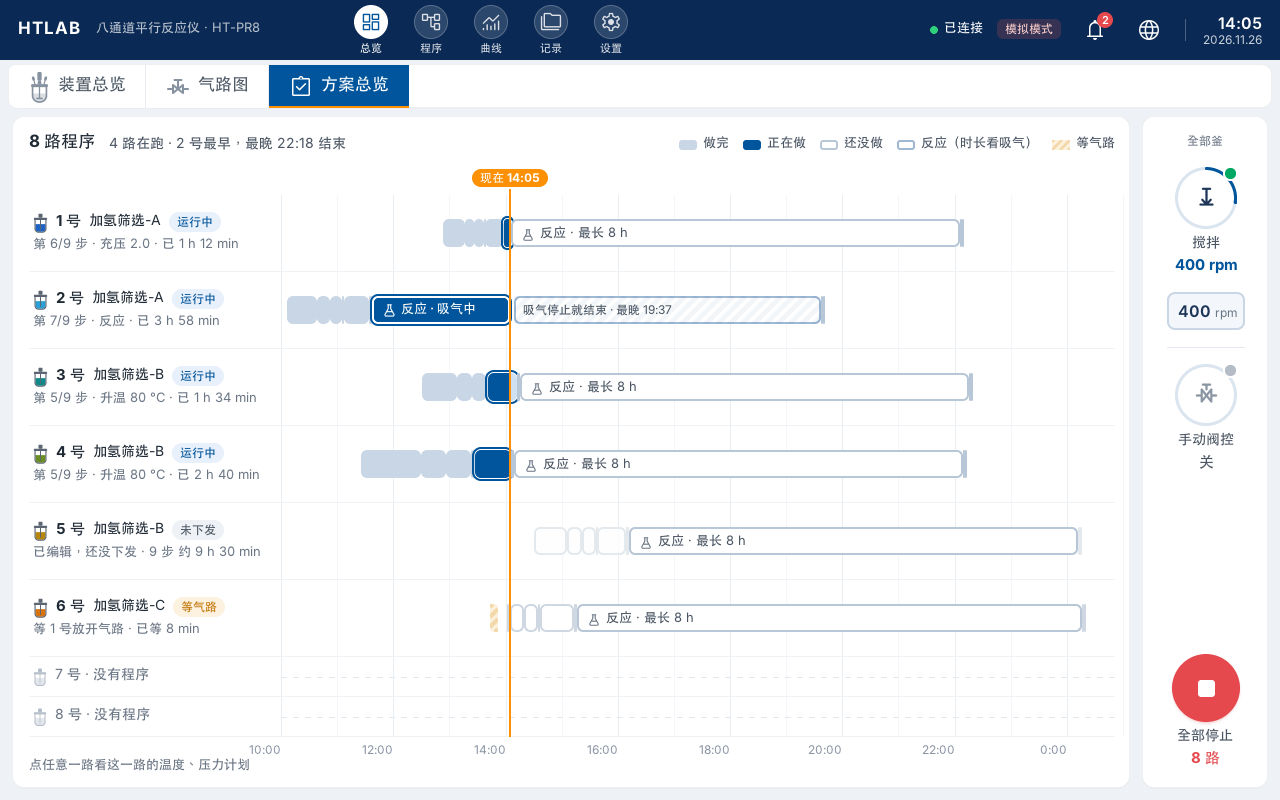 HTLAB 八通道平行反应仪 · HT-PR8
总览 程序 曲线 记录 设置
已连接 模拟模式 2 14:05
2026.11.26
装置总览 气路图 方案总览
8 路程序 4 路在跑 · 2 号最早，最晚 22:18 结束
做完 正在做 还没做 反应（时长看吸气） 等气路
现在 14:05
1 号 加氢筛选-A 运行中
第 6/9 步 · 充压 2.0 · 已 1 h 12 min
反应 · 最长 8 h
2 号 加氢筛选-A 运行中
第 7/9 步 · 反应 · 已 3 h 58 min
反应 · 吸气中
吸气停止就结束 · 最晚 19:37
3 号 加氢筛选-B 运行中
第 5/9 步 · 升温 80 °C · 已 1 h 34 min
反应 · 最长 8 h
4 号 加氢筛选-B 运行中
第 5/9 步 · 升温 80 °C · 已 2 h 40 min
反应 · 最长 8 h
5 号 加氢筛选-B 未下发
已编辑，还没下发 · 9 步 约 9 h 30 min
反应 · 最长 8 h
6 号 加氢筛选-C 等气路
等 1 号放开气路 · 已等 8 min
反应 · 最长 8 h
7 号 · 没有程序
8 号 · 没有程序
10:00 12:00 14:00 16:00 18:00 20:00 22:00 0:00
点任意一路看这一路的温度、压力计划
全部釜
搅拌
400 rpm
400 rpm
手动阀控
关
全部停止
8 路